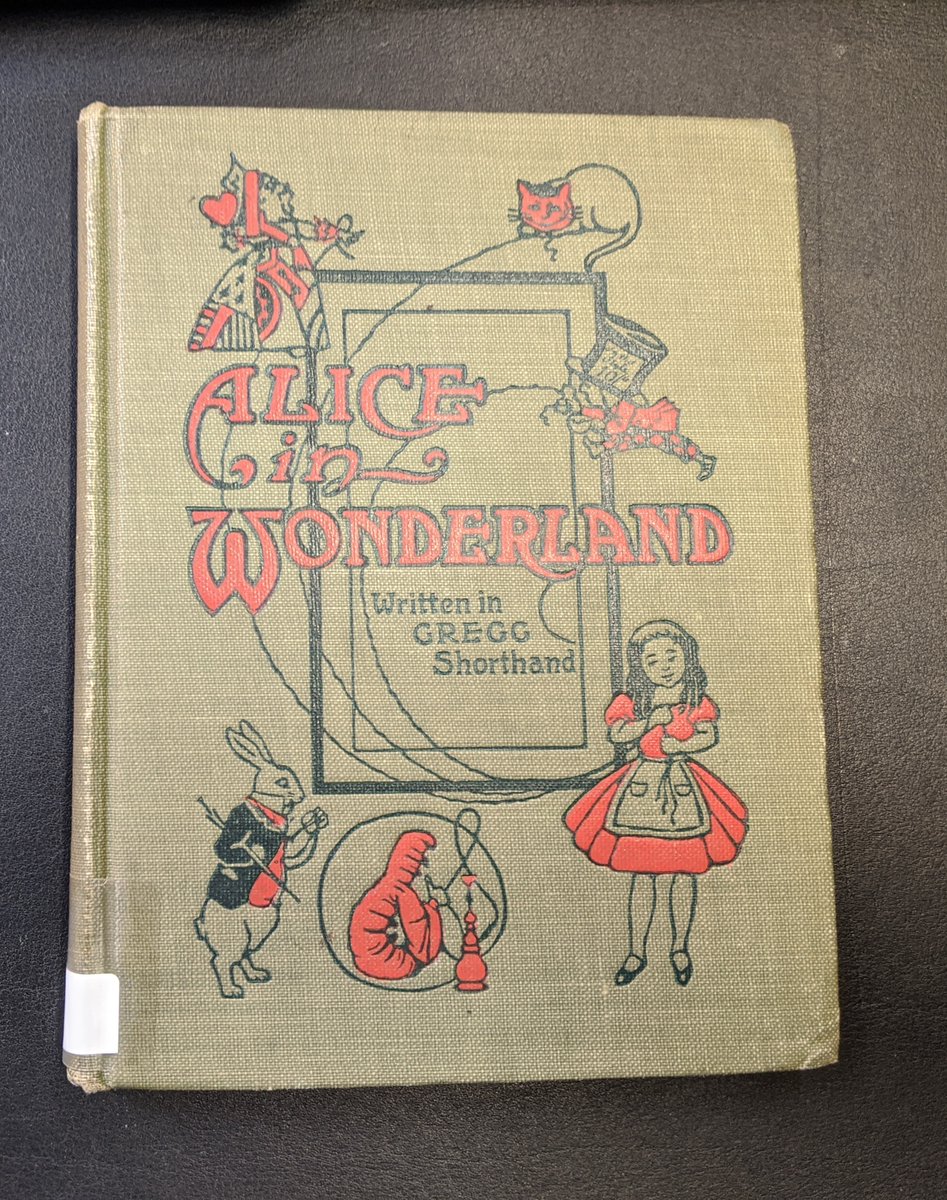 ALICE
in
WONDERLAND
Written in
GREGG
Shorthand